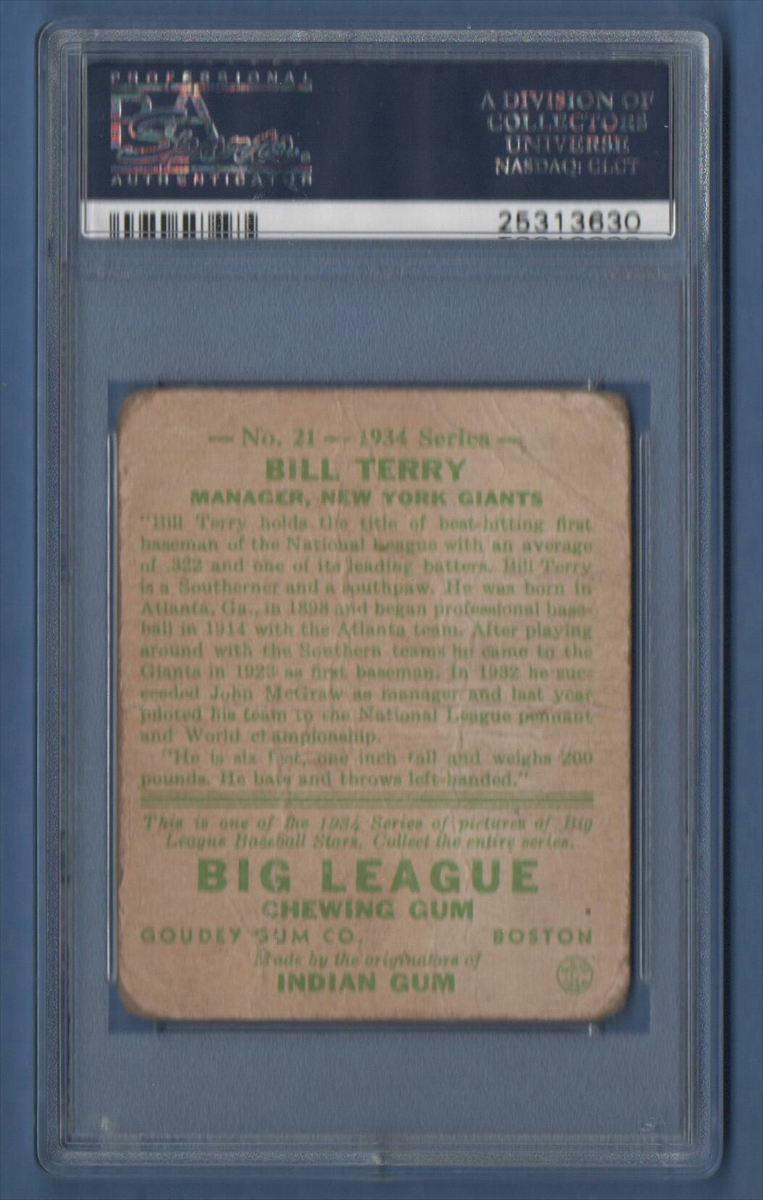 PROFESSIONAL
PSA
Sports
AUTHENTICATOR
A DIVISION OF
COLLECTORS
UNIVERSE
NASDAQ: CLCT
25313630
— No. 21 — 1934 Series —
BILL TERRY
MANAGER, NEW YORK GIANTS
"Bill Terry holds the title of best-hitting first
baseman of the National League with an average
of .322 and one of its leading batters. Bill Terry
is a Southerner and a southpaw. He was born in
Atlanta, Ga., in 1898 and began professional base-
ball in 1914 with the Atlanta team. After playing
around with the Southern teams he came to the
Giants in 1923 as first baseman. In 1932 he suc-
ceeded John McGraw as manager and last year
piloted his team to the National League pennant
and World championship.
"He is six feet, one inch tall and weighs 200
pounds. He bats and throws left-handed."
This is one of the 1934 Series of pictures of Big
League Baseball Stars. Collect the entire series.
BIG LEAGUE
CHEWING GUM
GOUDEY GUM CO. BOSTON
Made by the originators of
INDIAN GUM